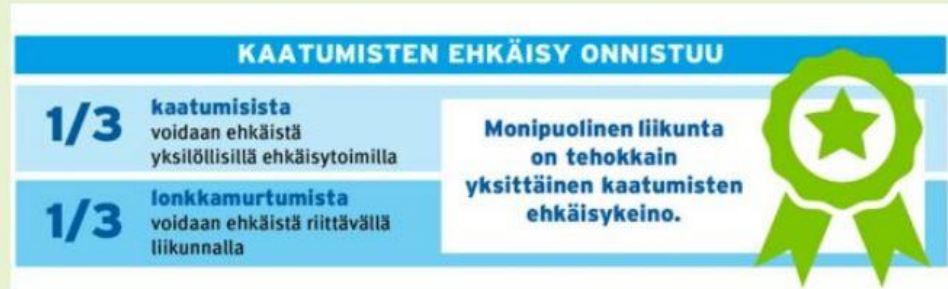 KAATUMISTEN EHKÄISY ONNISTUU
1/3
kaatumisista
voidaan ehkäistä
yksilöllisillä ehkäisytoimilla
1/3
lonkkamurtumista
voidaan ehkäistä riittävällä
liikunnalla
Monipuolinen liikunta
on tehokkain
yksittäinen kaatumisten
ehkäisykeino.